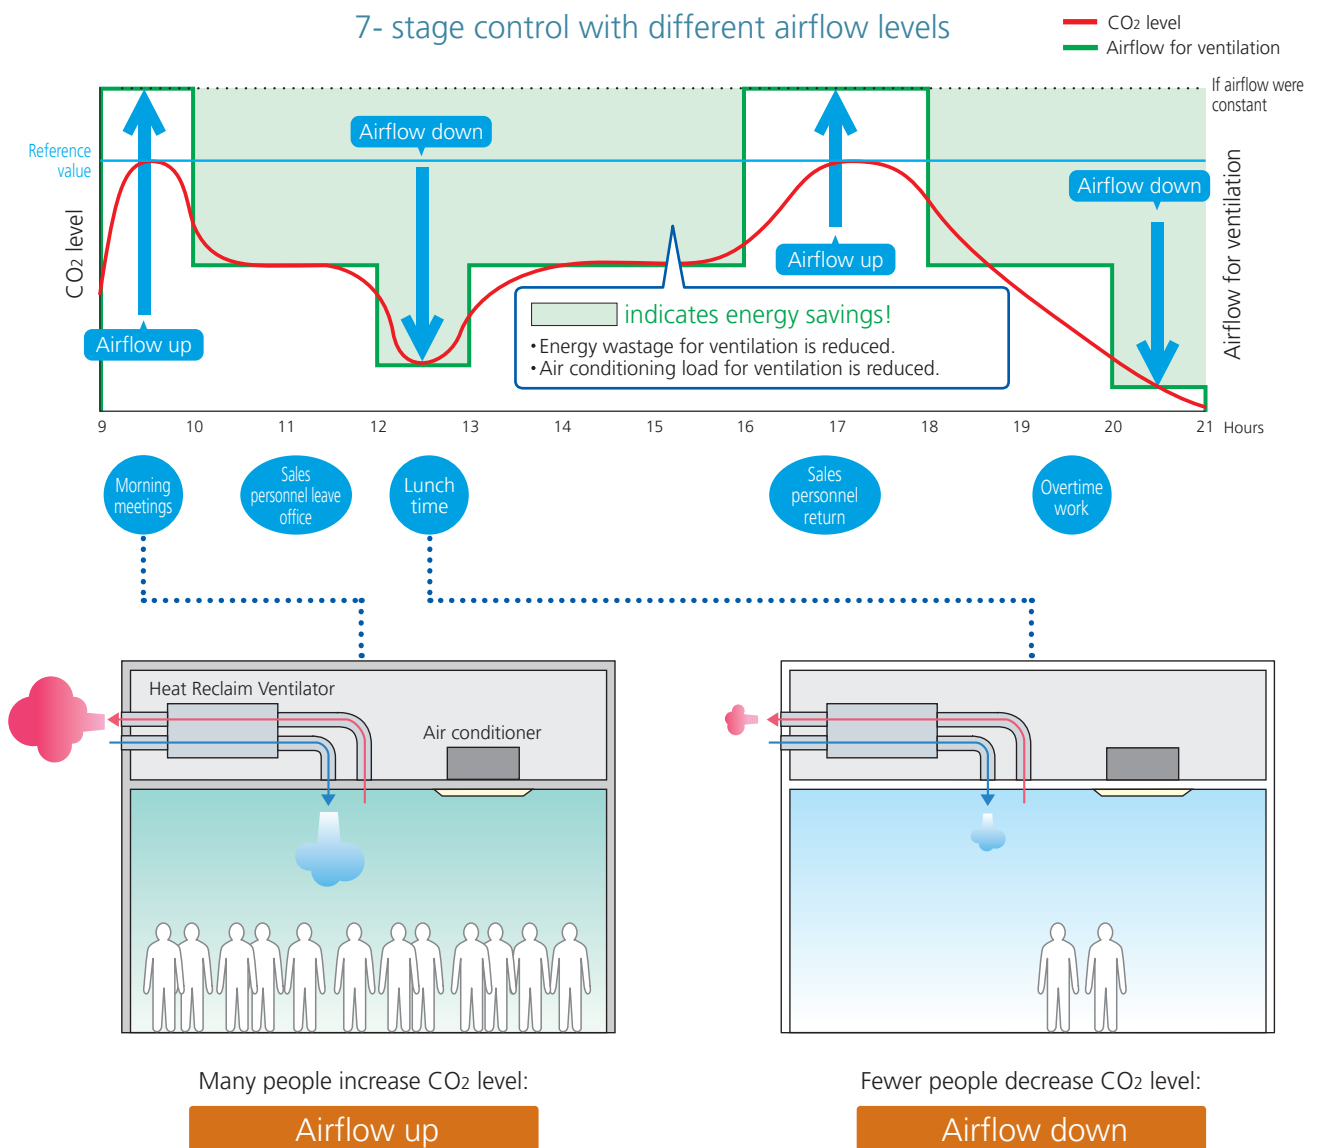 7- stage control with different airflow levels
CO2 level
Airflow for ventilation
If airflow were
constant
Reference
value
CO2 level
Airflow for ventilation
Airflow up
Airflow down
Airflow up
Airflow down
indicates energy savings!
• Energy wastage for ventilation is reduced.
• Air conditioning load for ventilation is reduced.
9 10 11 12 13 14 15 16 17 18 19 20 21 Hours
Morning
meetings
Sales
personnel leave
office
Lunch
time
Sales
personnel
return
Overtime
work
Heat Reclaim Ventilator
Air conditioner
Many people increase CO2 level:
Airflow up
Fewer people decrease CO2 level:
Airflow down